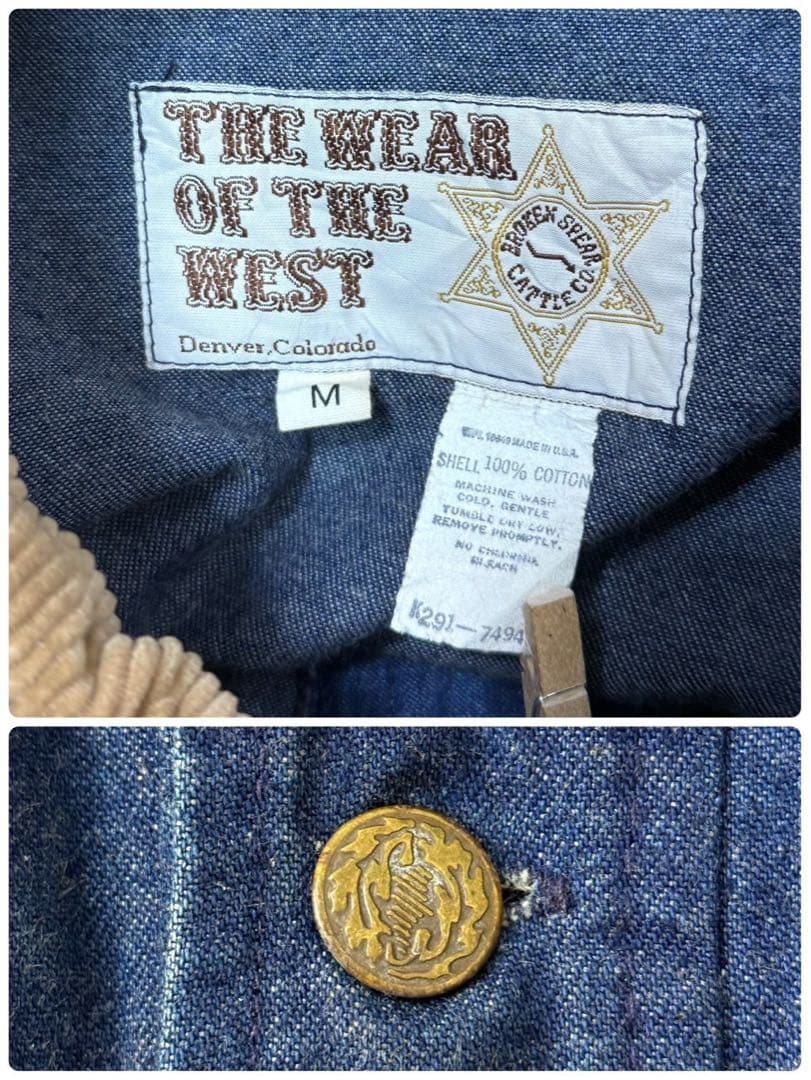 THE WEAR
OF THE
WEST
Denver, Colorado
BROKEN SPEAR
CATTLE CO.
M
MADE IN U.S.A.
SHELL 100% COTTON
MACHINE WASH
COLD, GENTLE
TUMBLE DRY LOW,
REMOVE PROMPTLY.
NO CHLORINE
BLEACH
K291-7494